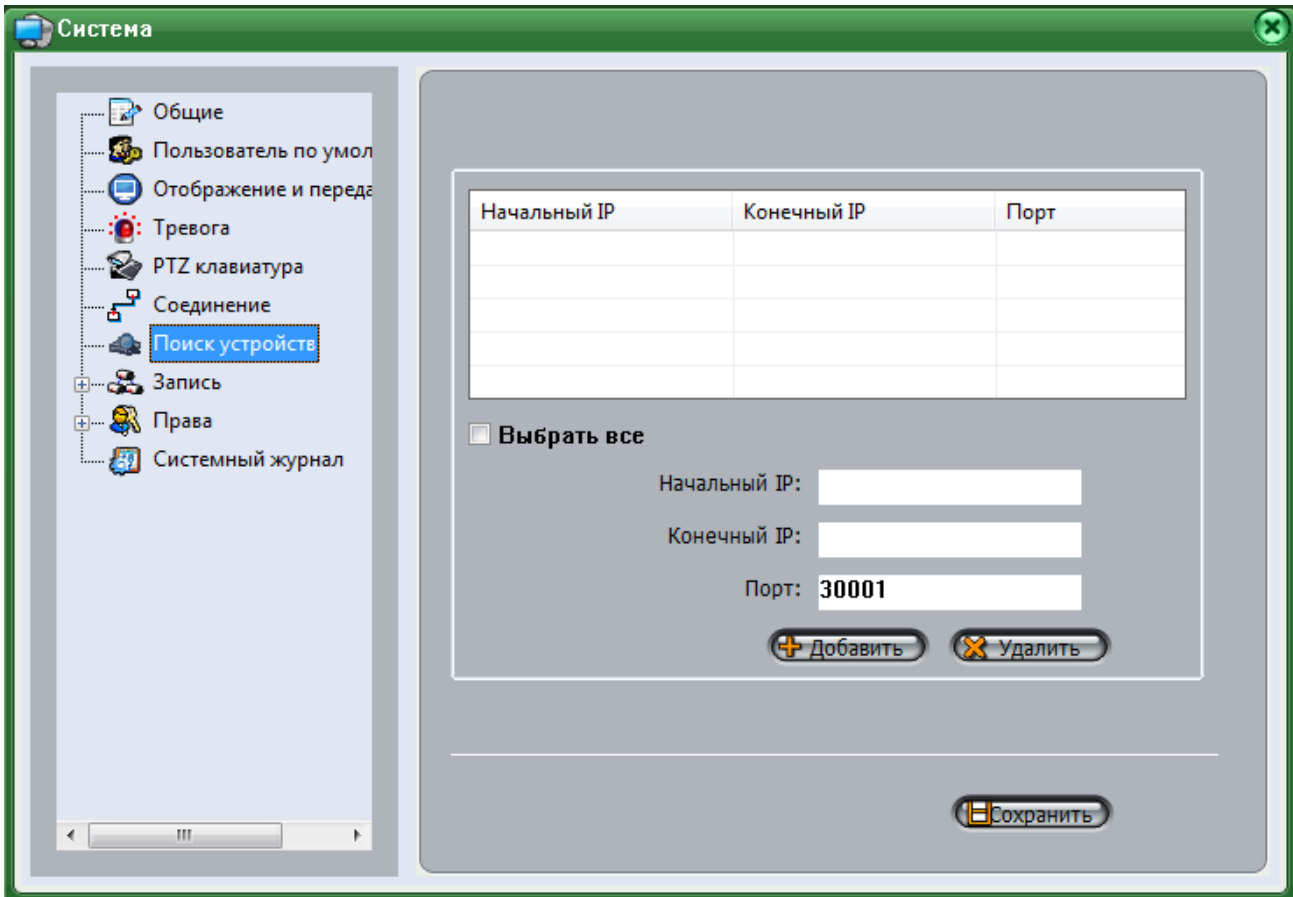 Система
Общие
Пользователь по умол
Отображение и переда
Тревога
PTZ клавиатура
Соединение
Поиск устройств
Запись
Права
Системный журнал
Начальный IP Конечный IP Порт
Выбрать все
Начальный IP:
Конечный IP:
Порт: 30001
Добавить Удалить
Сохранить